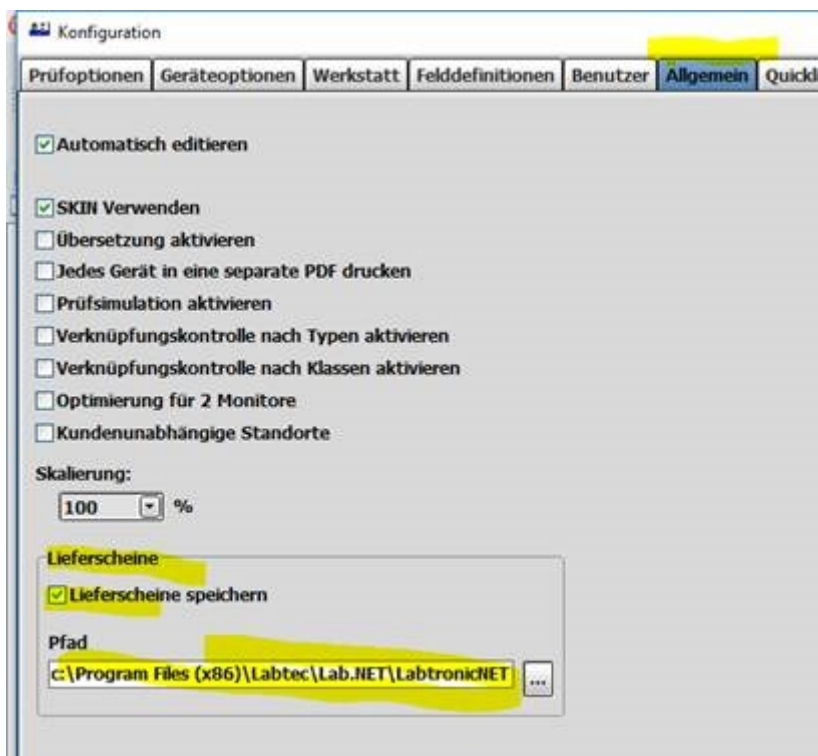 Konfiguration
Prüfoptionen Geräteoptionen Werkstatt Felddefinitionen Benutzer Allgemein
Automatisch editieren
SKIN Verwenden
Übersetzung aktivieren
Jedes Gerät in eine separate PDF drucken
Prüfsimulation aktivieren
Verknüpfungskontrolle nach Typen aktivieren
Verknüpfungskontrolle nach Klassen aktivieren
Optimierung für 2 Monitore
Kundenunabhängige Standorte
Skalierung:
100 %
Lieferscheine
Lieferscheine speichern
Pfad
c:\Program Files (x86)\Labtec\Lab.NET\LabtronicNET ...